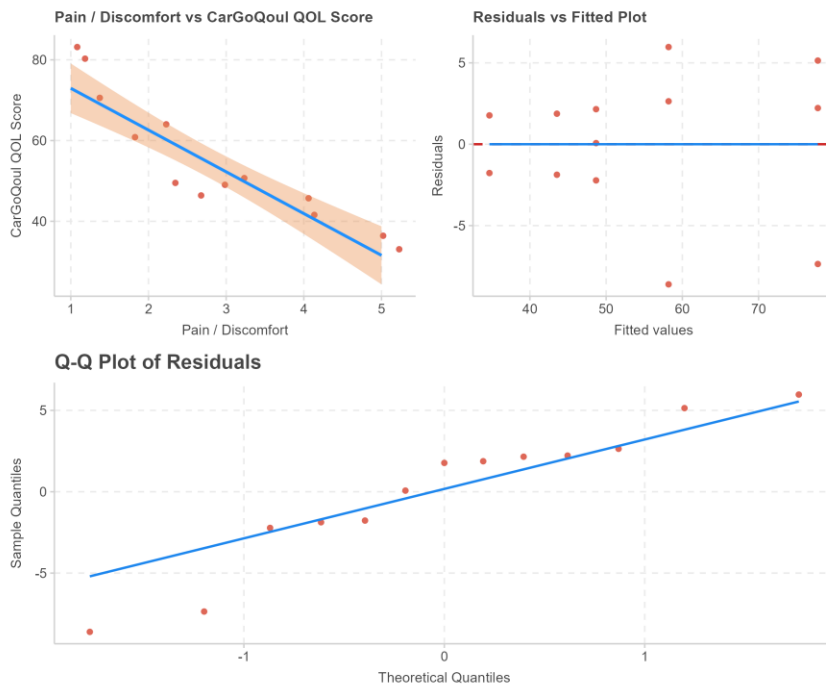 Pain / Discomfort vs CarGoQoul QOL Score
80
60
40
CarGoQoul QOL Score
1 2 3 4 5
Pain / Discomfort
Residuals vs Fitted Plot
5
0
-5
Residuals
40 50 60 70
Fitted values
Q-Q Plot of Residuals
5
0
-5
Sample Quantiles
-1 0 1
Theoretical Quantiles